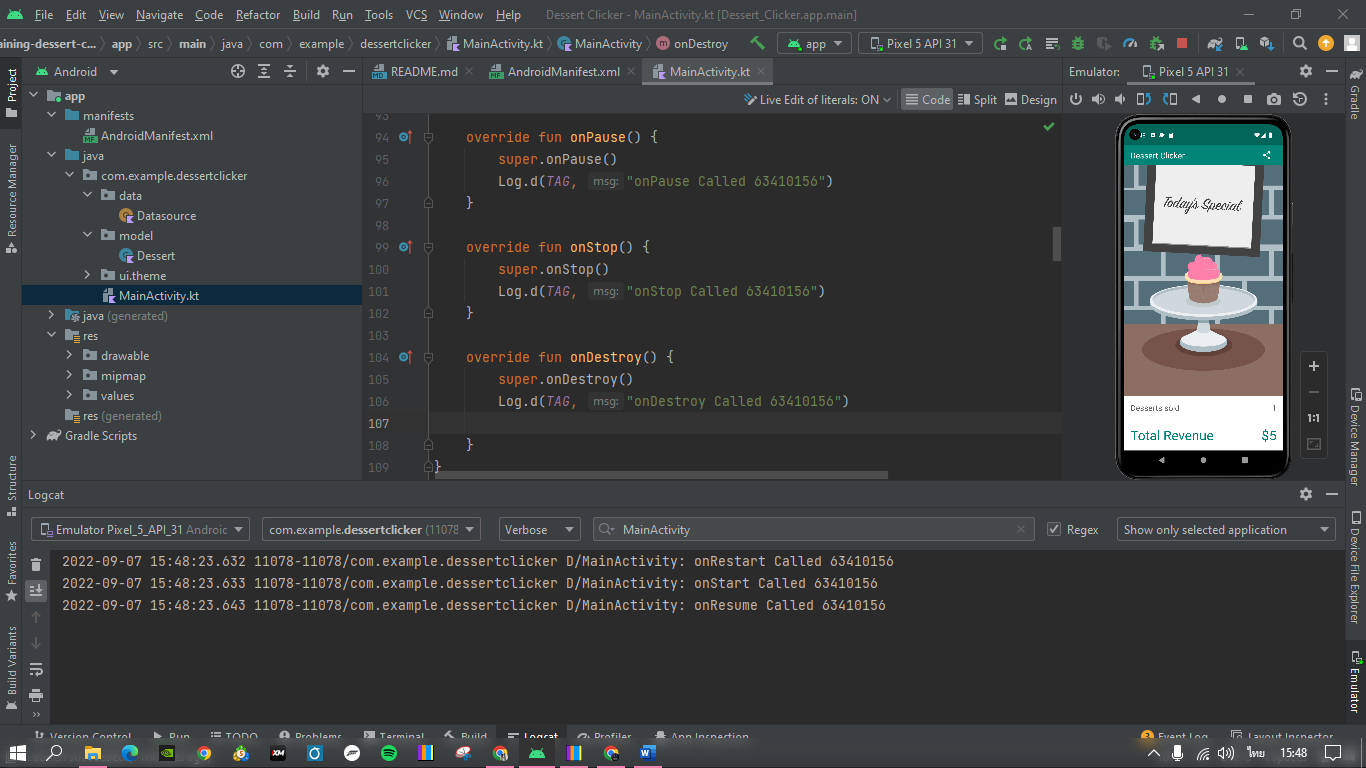 File Edit View Navigate Code Refactor Build Run Tools VCS Window Help Dessert Clicker - MainActivity.kt [Dessert_Clicker.app.main]
aining-dessert-c... app src main java com example dessertclicker MainActivity.kt MainActivity onDestroy app Pixel 5 API 31
Project
Resource Manager
Structure
Favorites
Build Variants
Android
app
manifests
AndroidManifest.xml
java
com.example.dessertclicker
data
Datasource
model
Dessert
ui.theme
MainActivity.kt
java (generated)
res
drawable
mipmap
values
res (generated)
Gradle Scripts
README.md AndroidManifest.xml MainActivity.kt
Live Edit of literals: ON Code Split Design
93
94 override fun onPause() {
95 super.onPause()
96 Log.d(TAG, msg: "onPause Called 63410156")
97 }
98
99 override fun onStop() {
100 super.onStop()
101 Log.d(TAG, msg: "onStop Called 63410156")
102 }
103
104 override fun onDestroy() {
105 super.onDestroy()
106 Log.d(TAG, msg: "onDestroy Called 63410156")
107
108 }
109 }
Emulator: Pixel 5 API 31
Dessert Clicker
Today's Special
Desserts sold 1
Total Revenue $5
1:1
Gradle
Device Manager
Device File Explorer
Emulator
Logcat
Emulator Pixel_5_API_31 Android com.example.dessertclicker (11078 Verbose MainActivity Regex Show only selected application
2022-09-07 15:48:23.632 11078-11078/com.example.dessertclicker D/MainActivity: onRestart Called 63410156
2022-09-07 15:48:23.633 11078-11078/com.example.dessertclicker D/MainActivity: onStart Called 63410156
2022-09-07 15:48:23.643 11078-11078/com.example.dessertclicker D/MainActivity: onResume Called 63410156
Version Control Run TODO Problems Terminal Build Logcat Profiler App Inspection Event Log Layout Inspector
ไทย 15:48